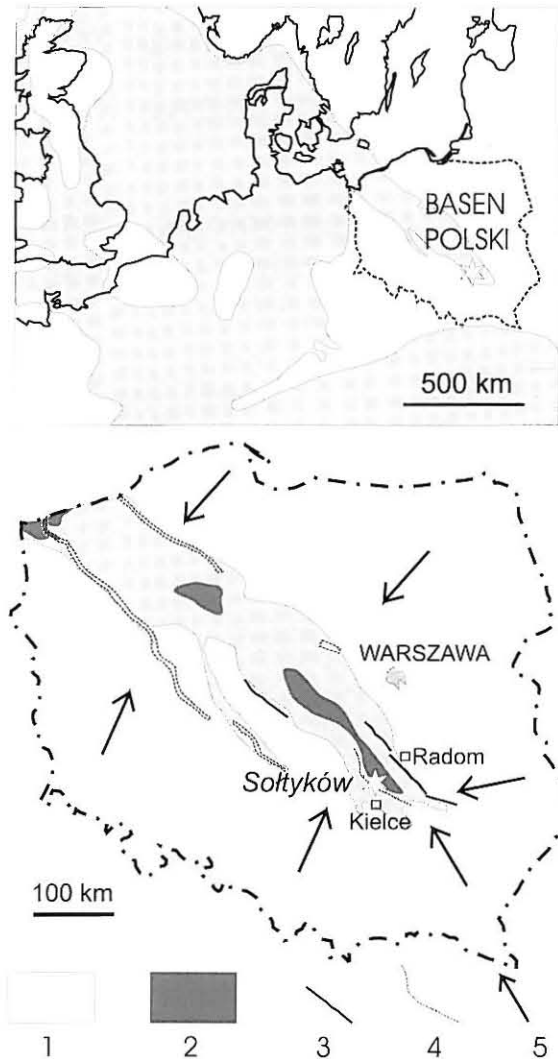 BASEN
POLSKI
500 km
WARSZAWA
Radom
Sołtyków
Kielce
100 km
1 2 3 4 5